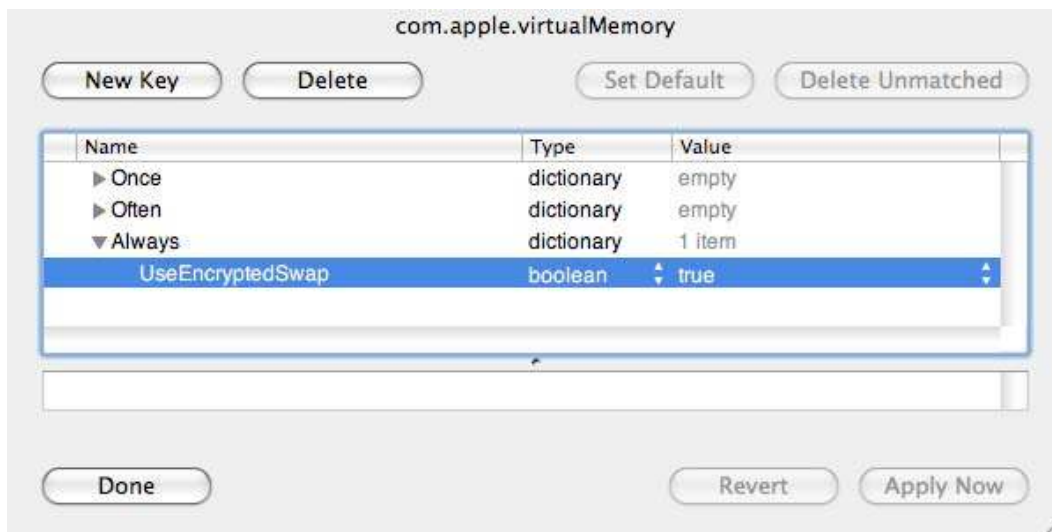 com.apple.virtualMemory
New Key Delete Set Default Delete Unmatched
Name Type Value
Once dictionary empty
Often dictionary empty
Always dictionary 1 item
UseEncryptedSwap boolean true
Done Revert Apply Now